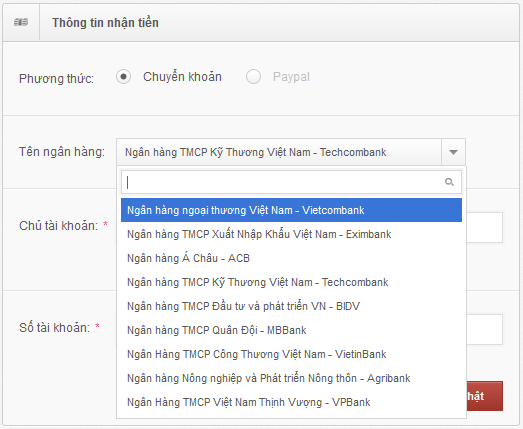 Thông tin nhận tiền
Phương thức: Chuyển khoản Paypal
Tên ngân hàng: Ngân hàng TMCP Kỹ Thương Việt Nam - Techcombank
Ngân hàng ngoại thương Việt Nam - Vietcombank
Chủ tài khoản: *
Ngân hàng TMCP Xuất Nhập Khẩu Việt Nam - Eximbank
Ngân hàng Á Châu - ACB
Ngân hàng TMCP Kỹ Thương Việt Nam - Techcombank
Ngân hàng TMCP Đầu tư và phát triển VN - BIDV
Số tài khoản: *
Ngân hàng TMCP Quân Đội - MBBank
Ngân Hàng TMCP Công Thương Việt Nam - VietinBank
Ngân hàng Nông nghiệp và Phát triển Nông thôn - Agribank
Ngân Hàng TMCP Việt Nam Thịnh Vượng - VPBank